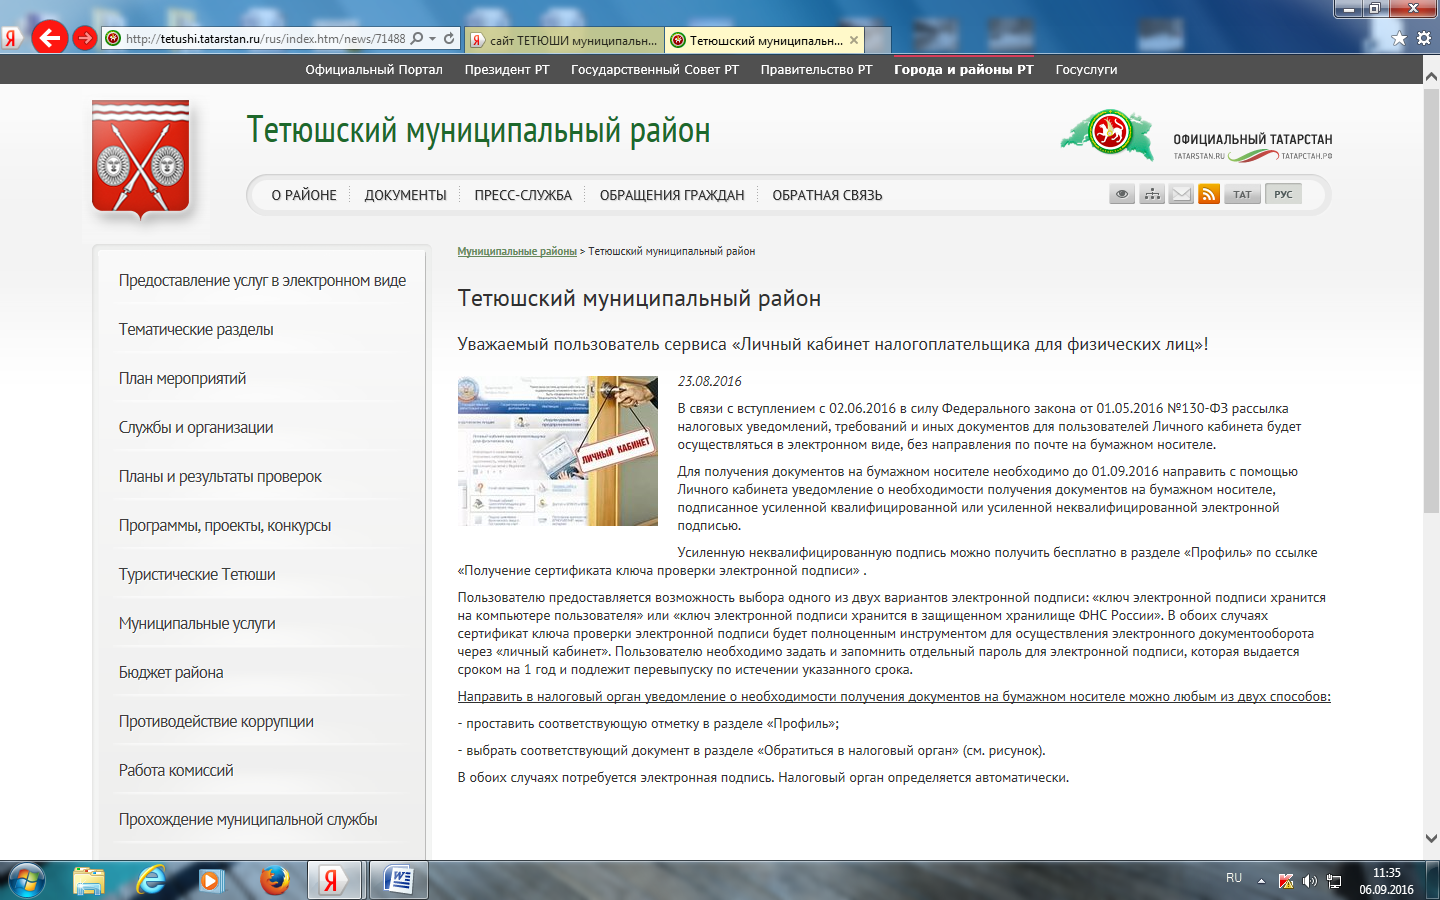 http://tetushi.tatarstan.ru/rus/index.htm/news/71488
сайт ТЕТЮШИ муниципальн...
Тетюшский муниципальн...
Официальный Портал
Президент РТ
Государственный Совет РТ
Правительство РТ
Города и районы РТ
Госуслуги
Тетюшский муниципальный район
ОФИЦИАЛЬНЫЙ ТАТАРСТАН
TATARSTAN.RU ТАТАРСТАН.РФ
О РАЙОНЕ
ДОКУМЕНТЫ
ПРЕСС-СЛУЖБА
ОБРАЩЕНИЯ ГРАЖДАН
ОБРАТНАЯ СВЯЗЬ
ТАТ
РУС
Предоставление услуг в электронном виде
Тематические разделы
План мероприятий
Службы и организации
Планы и результаты проверок
Программы, проекты, конкурсы
Туристические Тетюши
Муниципальные услуги
Бюджет района
Противодействие коррупции
Работа комиссий
Прохождение муниципальной службы
Муниципальные районы > Тетюшский муниципальный район
Тетюшский муниципальный район
Уважаемый пользователь сервиса «Личный кабинет налогоплательщика для физических лиц»!
ЛИЧНЫЙ КАБИНЕТ
23.08.2016
В связи с вступлением с 02.06.2016 в силу Федерального закона от 01.05.2016 №130-ФЗ рассылка
налоговых уведомлений, требований и иных документов для пользователей Личного кабинета будет
осуществляться в электронном виде, без направления по почте на бумажном носителе.
Для получения документов на бумажном носителе необходимо до 01.09.2016 направить с помощью
Личного кабинета уведомление о необходимости получения документов на бумажном носителе,
подписанное усиленной квалифицированной или усиленной неквалифицированной электронной
подписью.
Усиленную неквалифицированную подпись можно получить бесплатно в разделе «Профиль» по ссылке
«Получение сертификата ключа проверки электронной подписи» .
Пользователю предоставляется возможность выбора одного из двух вариантов электронной подписи: «ключ электронной подписи хранится
на компьютере пользователя» или «ключ электронной подписи хранится в защищенном хранилище ФНС России». В обоих случаях
сертификат ключа проверки электронной подписи будет полноценным инструментом для осуществления электронного документооборота
через «личный кабинет». Пользователю необходимо задать и запомнить отдельный пароль для электронной подписи, которая выдается
сроком на 1 год и подлежит перевыпуску по истечении указанного срока.
Направить в налоговый орган уведомление о необходимости получения документов на бумажном носителе можно любым из двух способов:
- проставить соответствующую отметку в разделе «Профиль»;
- выбрать соответствующий документ в разделе «Обратиться в налоговый орган» (см. рисунок).
В обоих случаях потребуется электронная подпись. Налоговый орган определяется автоматически.
RU
11:35
06.09.2016